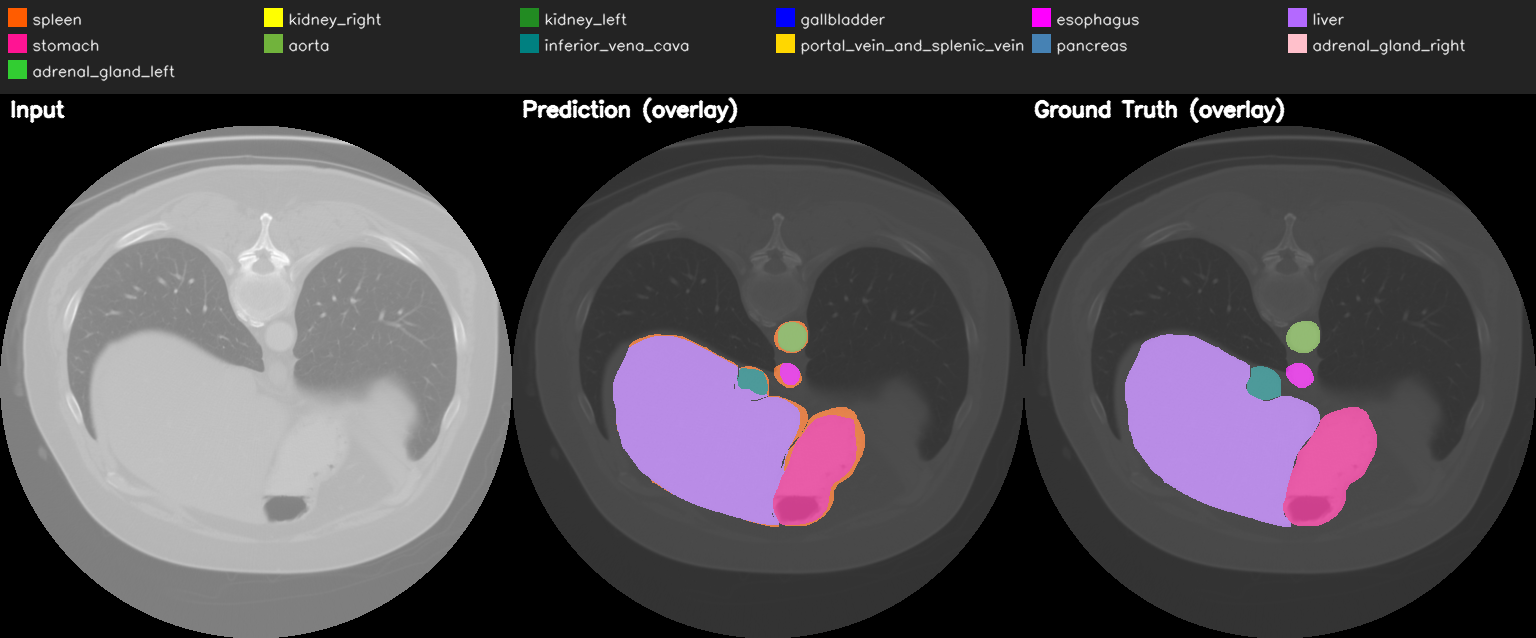 spleen kidney_right kidney_left gallbladder esophagus liver
stomach aorta inferior_vena_cava portal_vein_and_splenic_vein pancreas adrenal_gland_right
adrenal_gland_left
Input Prediction (overlay) Ground Truth (overlay)